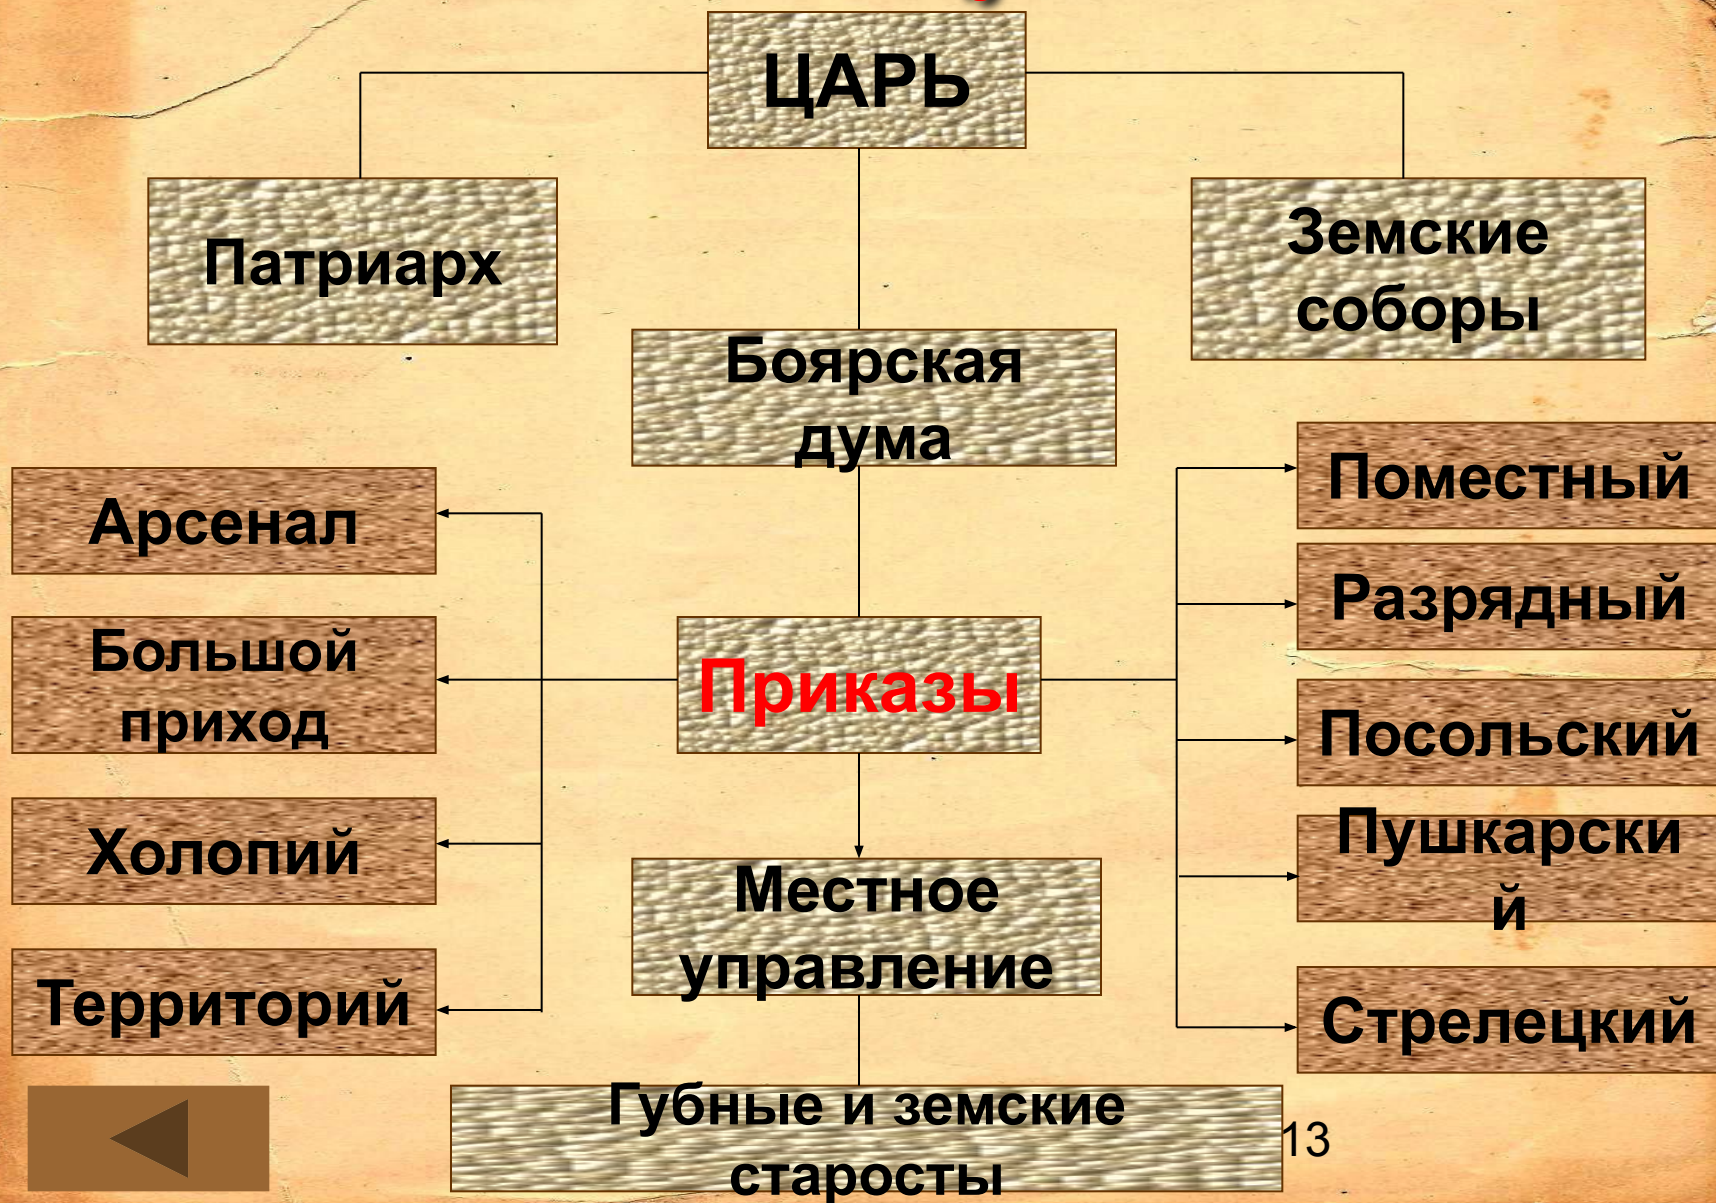 ЦАРЬ
Патриарх
Земские
соборы
Боярская
дума
Арсенал
Большой
приход
Холопий
Территорий
Приказы
Поместный
Разрядный
Посольский
Пушкарски
й
Стрелецкий
Местное
управление
Губные и земские
старосты
13